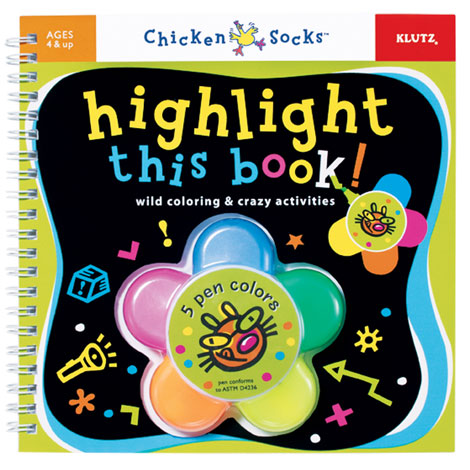 AGES
4 & up
Chicken Socks™
KLUTZ®
highlight
this book!
wild coloring & crazy activities
5 pen colors
pen conforms
to ASTM D4236